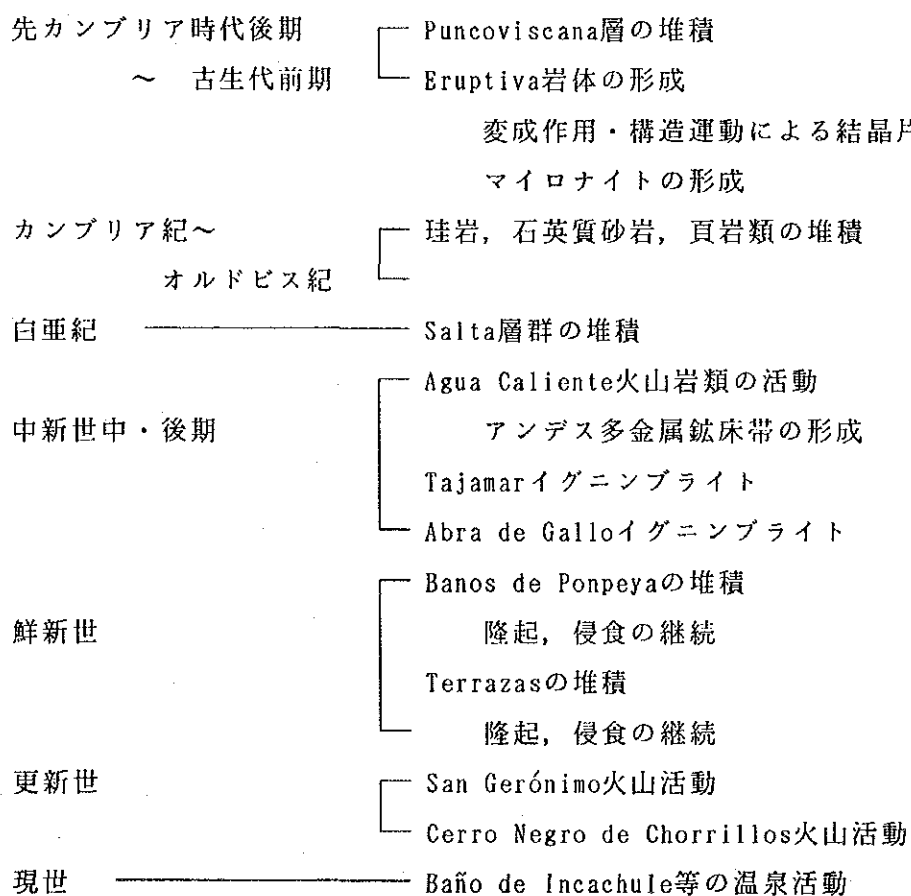 先カンブリア時代後期 Puncoviscana層の堆積
～ 古生代前期 Eruptiva岩体の形成
変成作用・構造運動による結晶片
マイロナイトの形成
カンブリア紀～ 珪岩, 石英質砂岩, 頁岩類の堆積
オルドビス紀
白亜紀 Salta層群の堆積
Agua Caliente火山岩類の活動
中新世中・後期 アンデス多金属鉱床帯の形成
Tajamarイグニンブライト
Abra de Galloイグニンブライト
Banos de Ponpeyaの堆積
鮮新世 隆起, 侵食の継続
Terrazasの堆積
隆起, 侵食の継続
更新世 San Gerónimo火山活動
Cerro Negro de Chorrillos火山活動
現世 Baño de Incachule等の温泉活動